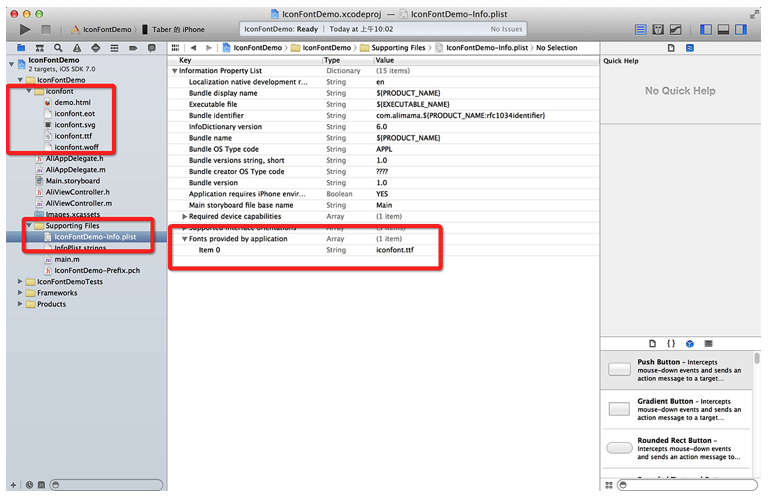 IconFontDemo.xcodeproj — IconFontDemo-Info.plist
IconFontDemo
Taber 的 iPhone
IconFontDemo: Ready | Today at 上午10:02
No Issues
IconFontDemo
IconFontDemo
Supporting Files
IconFontDemo-Info.plist
No Selection
IconFontDemo
2 targets, iOS SDK 7.0
IconFontDemo
iconfont
demo.html
iconfont.eot
iconfont.svg
iconfont.ttf
iconfont.woff
AliAppDelegate.h
AliAppDelegate.m
Main.storyboard
AliViewController.h
AliViewController.m
Images.xcassets
Supporting Files
IconFontDemo-Info.plist
InfoPlist.strings
main.m
IconFontDemo-Prefix.pch
IconFontDemoTests
Frameworks
Products
Key Type Value
Information Property List Dictionary (15 items)
Localization native development r... String en
Bundle display name String ${PRODUCT_NAME}
Executable file String ${EXECUTABLE_NAME}
Bundle identifier String com.alimama.${PRODUCT_NAME:rfc1034identifier}
InfoDictionary version String 6.0
Bundle name String ${PRODUCT_NAME}
Bundle OS Type code String APPL
Bundle versions string, short String 1.0
Bundle creator OS Type code String ????
Bundle version String 1.0
Application requires iPhone envir... Boolean YES
Main storyboard file base name String Main
Required device capabilities Array (1 item)
Supported interface orientations Array (3 items)
Fonts provided by application Array (1 item)
Item 0 String iconfont.ttf
Quick Help
No Quick Help
Push Button – Intercepts
mouse-down events and sends an
action message to a target...
Gradient Button – Intercepts
mouse-down events and sends an
action message to a target...
Rounded Rect Button –
Intercepts mouse-down events
and sends an action message to...